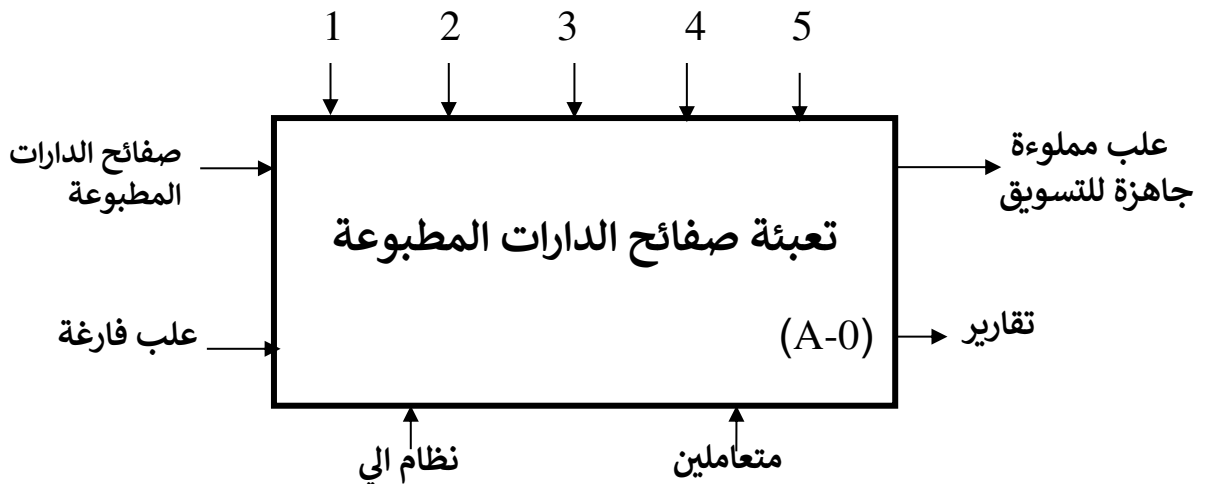 1 2 3 4 5
صفائح الدارات
المطبوعة
علب مملوءة
جاهزة للتسويق
تعبئة صفائح الدارات المطبوعة
علب فارغة
(A-0)
تقارير
نظام الي
متعاملين